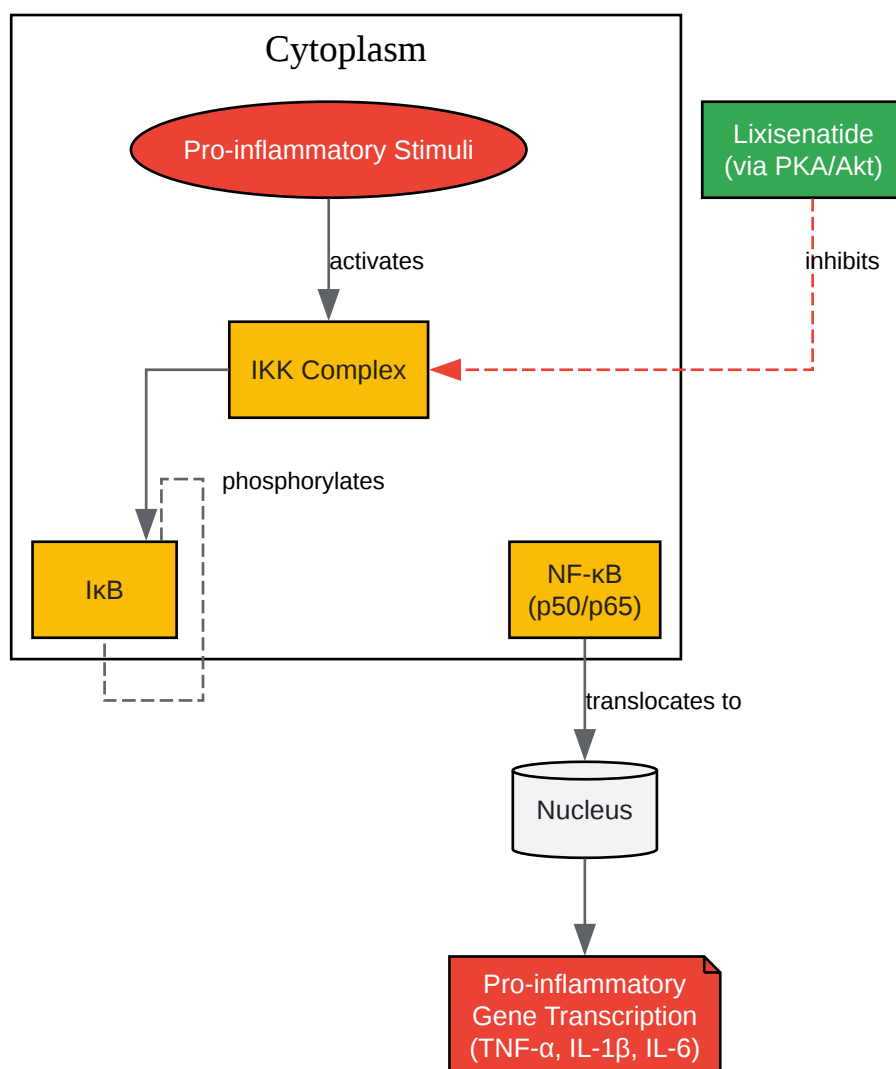 Cytoplasm
Pro-inflammatory Stimuli
Lixisenatide
(via PKA/Akt)
activates
inhibits
IKK Complex
phosphorylates
IκB
NF-κB
(p50/p65)
translocates to
Nucleus
Pro-inflammatory
Gene Transcription
(TNF-α, IL-1β, IL-6)